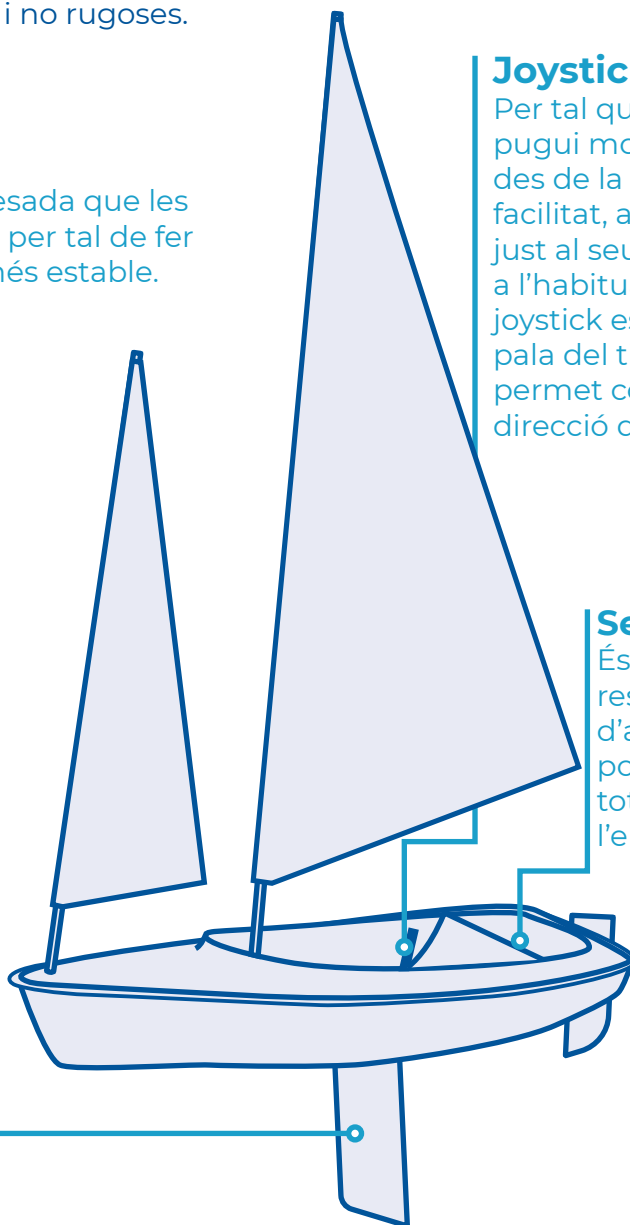 i no rugoses.
esada que les
per tal de fer
nés estable.
Joystic
Per tal qu
pugui mo
des de la
facilitat, a
just al seu
a l'habitu
joystick es
pala del t
permet co
direcció d
Se
És
res
d'a
po
tot
l'e